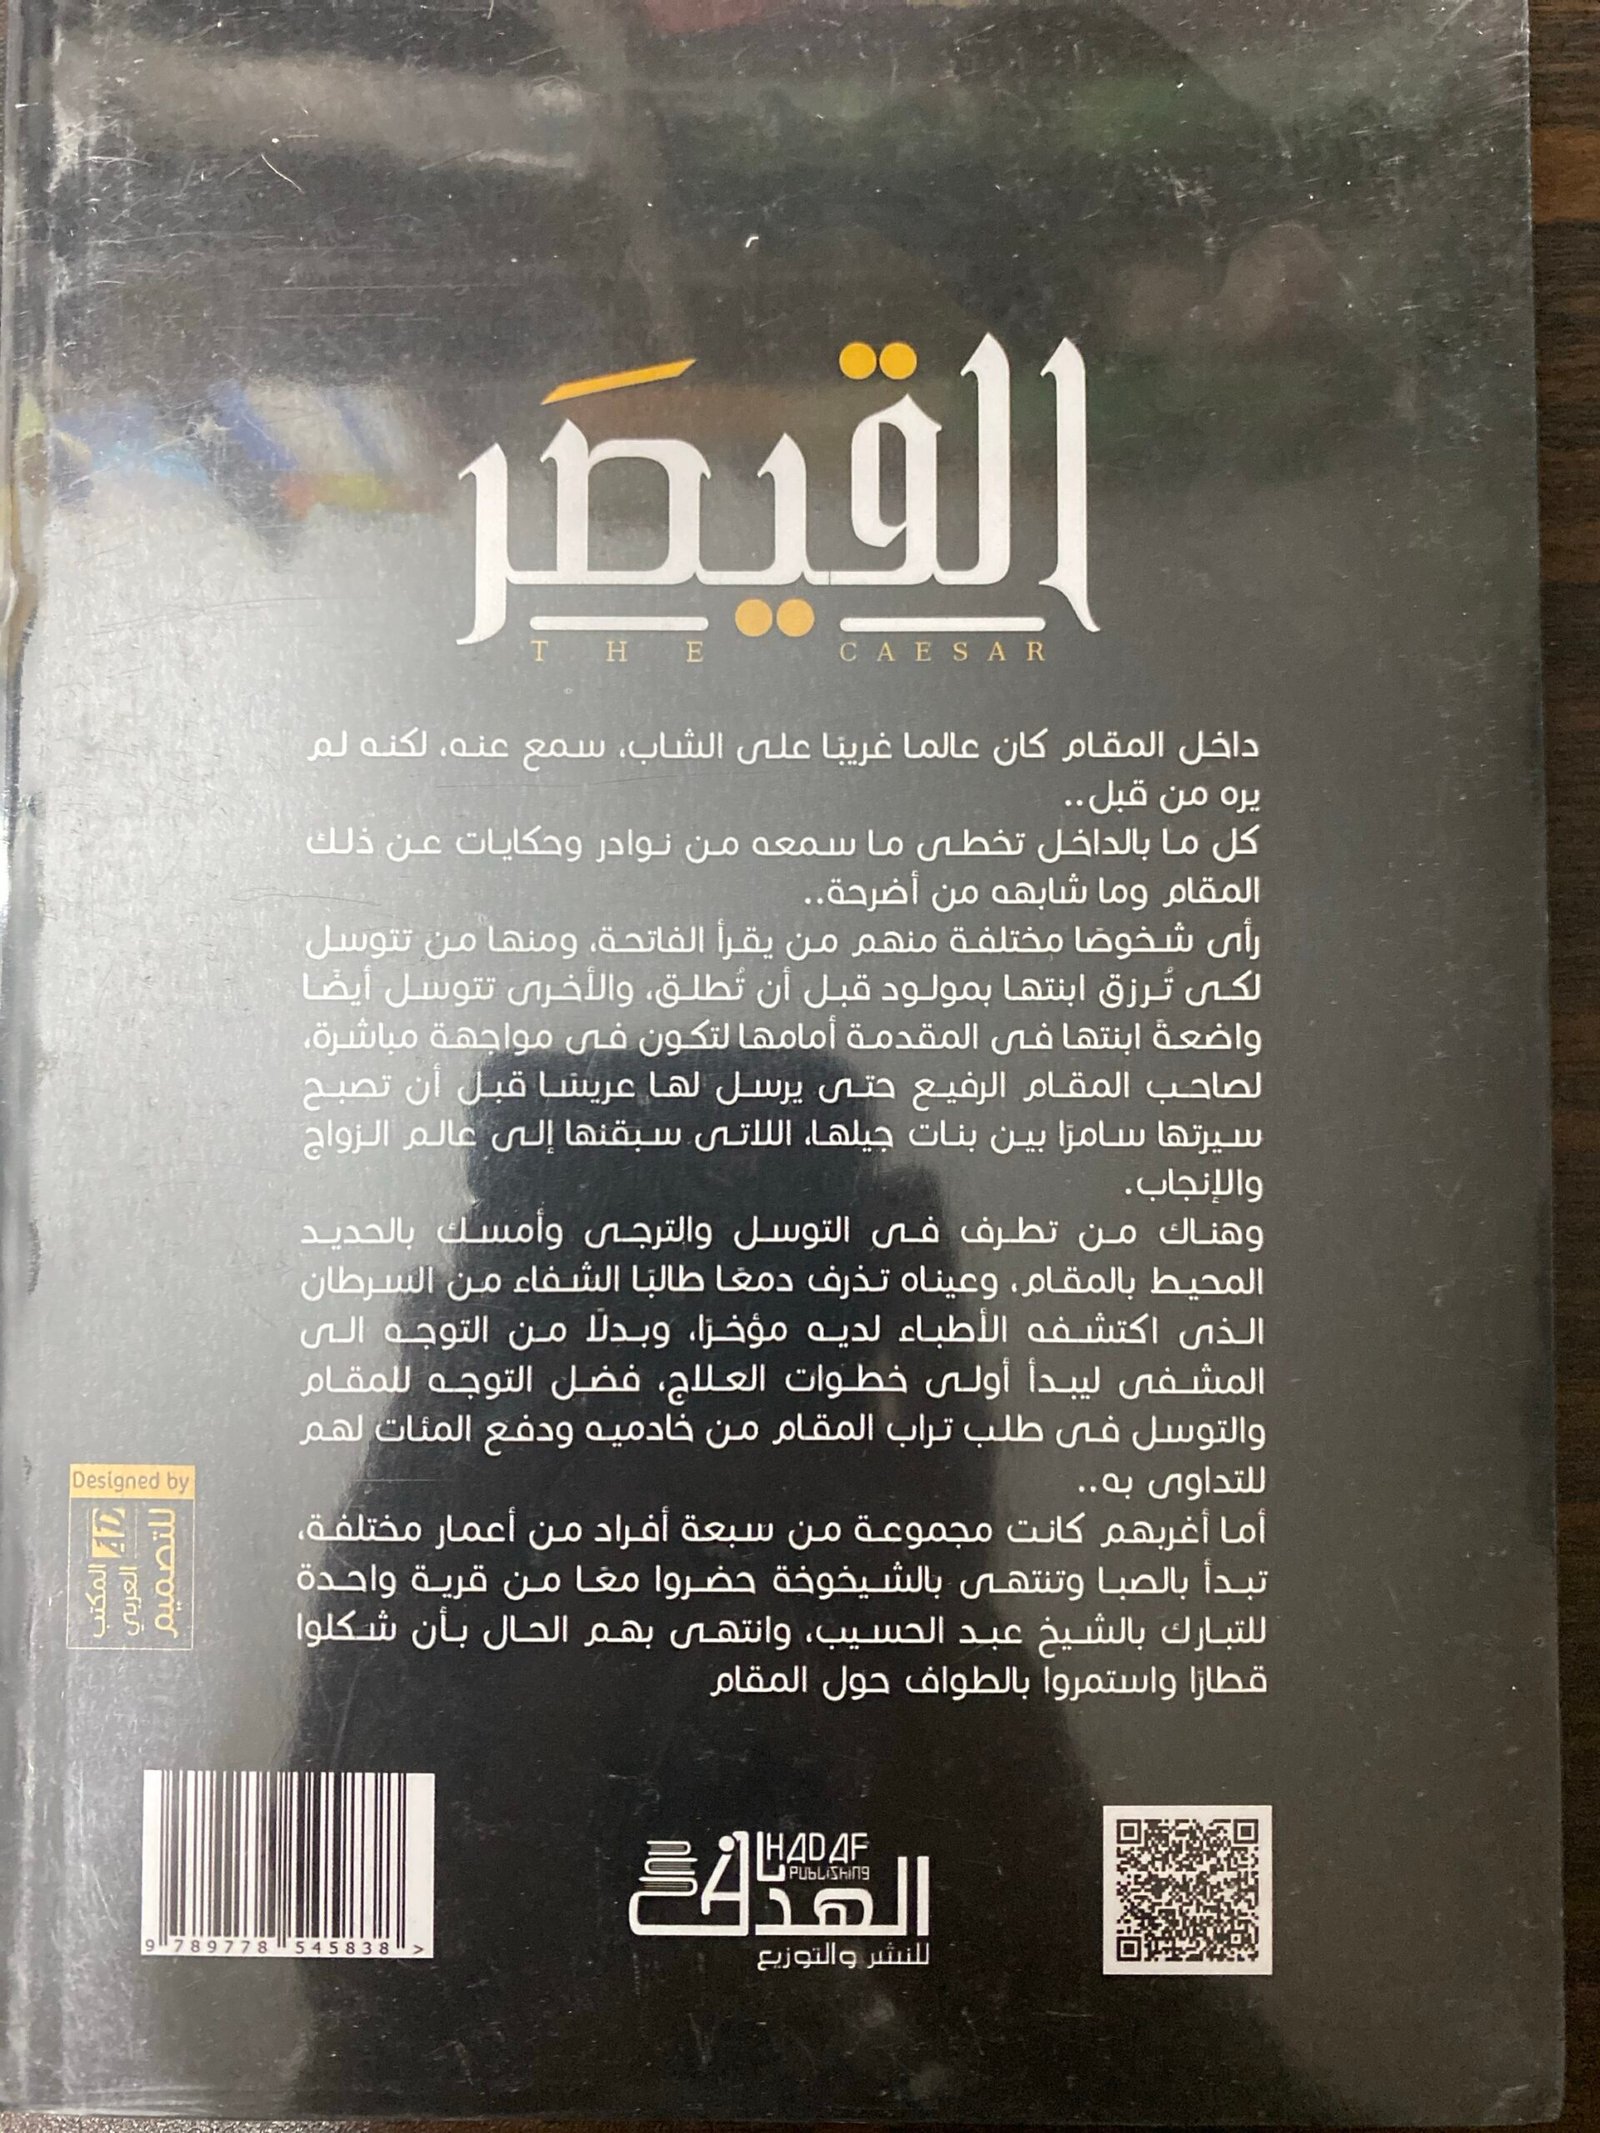 القيصَر
THE CAESAR
داخل المقام كان عالما غريبًا على الشاب، سمع عنه، لكنه لم
يره من قبل..
كل ما بالداخل تخطى ما سمعه من نوادر وحكايات عن ذلك
المقام وما شابهه من أضرحة..
رأى شخوصًا مختلفة منهم من يقرأ الفاتحة، ومنها من تتوسل
لكى تُرزق ابنتها بمولود قبل أن تُطلق، والأخرى تتوسل أيضًا
واضعةً ابنتها فى المقدمة أمامها لتكون فى مواجهة مباشرة،
لصاحب المقام الرفيع حتى يرسل لها عريسًا قبل أن تصبح
سيرتها سامرًا بين بنات جيلها، اللاتى سبقنها إلى عالم الزواج
والإنجاب.
وهناك من تطرف فى التوسل والترجى وأمسك بالحديد
المحيط بالمقام، وعيناه تذرف دمعًا طالبًا الشفاء من السرطان
الذى اكتشفه الأطباء لديه مؤخرًا، وبدلًا من التوجه الى
المشفى ليبدأ أولى خطوات العلاج، فضل التوجه للمقام
والتوسل فى طلب تراب المقام من خادميه ودفع المئات لهم
للتداوى به..
أما أغربهم كانت مجموعة من سبعة أفراد من أعمار مختلفة،
تبدأ بالصبا وتنتهى بالشيخوخة حضروا معًا من قرية واحدة
للتبارك بالشيخ عبد الحسيب، وانتهى بهم الحال بأن شكلوا
قطارًا واستمروا بالطواف حول المقام
Designed by
المكتب
العربي
للتصميم
9 789778 545838 >
HADAF
PUBLISHING
الهدف
للنشر والتوزيع